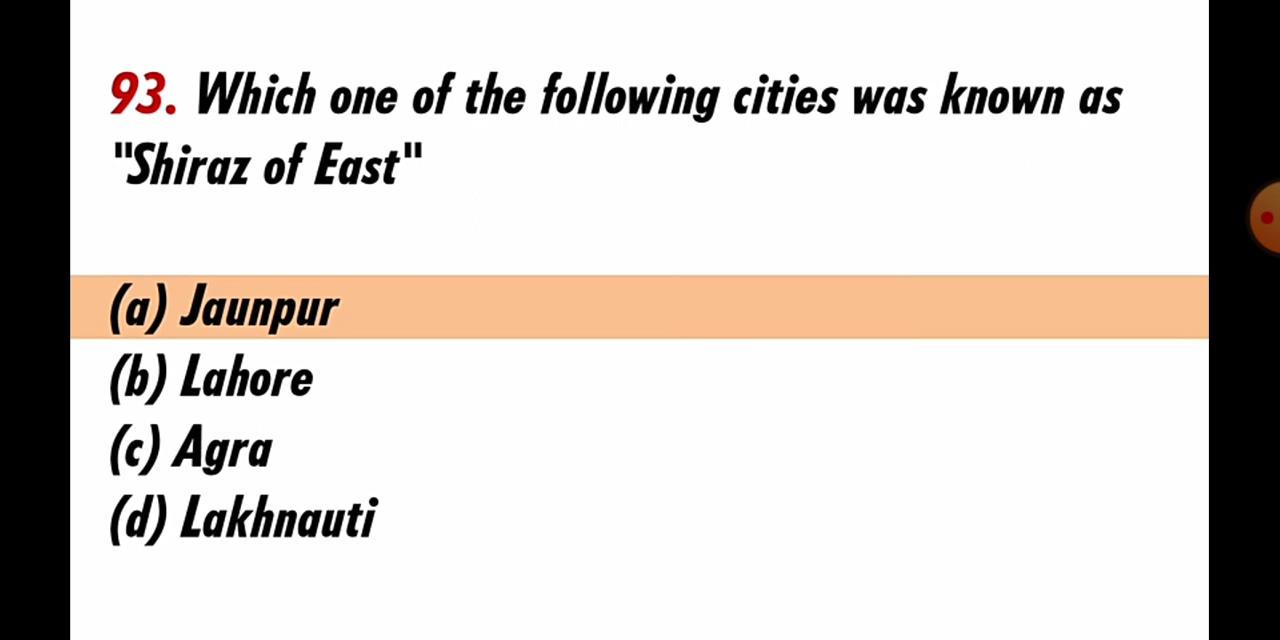 93. Which one of the following cities was known as
"Shiraz of East"
(a) Jaunpur
(b) Lahore
(c) Agra
(d) Lakhnauti